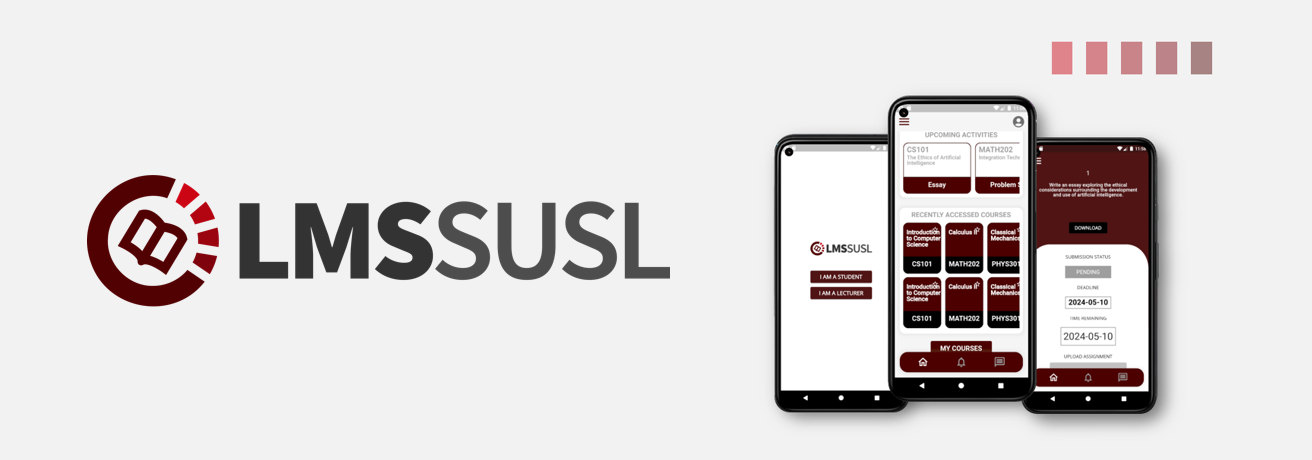 LMSSUSL
LMSSUSL
I AM A STUDENT
I AM A LECTURER
UPCOMING ACTIVITIES
CS101
The Ethics of Artificial
Intelligence
Essay
MATH202
Integration Techn
Problem S
RECENTLY ACCESSED COURSES
Introduction
to Computer
Science
CS101
Calculus II
MATH202
Classical
Mechanics
PHYS301
Introduction
to Computer
Science
CS101
Calculus II
MATH202
Classical
Mechanics
PHYS301
MY COURSES
1
Write an essay exploring the ethical
considerations surrounding the development
and use of artificial intelligence.
DOWNLOAD
SUBMISSION STATUS
PENDING
DEADLINE
2024-05-10
TIME REMAINING
2024-05-10
UPLOAD ASSIGNMENT